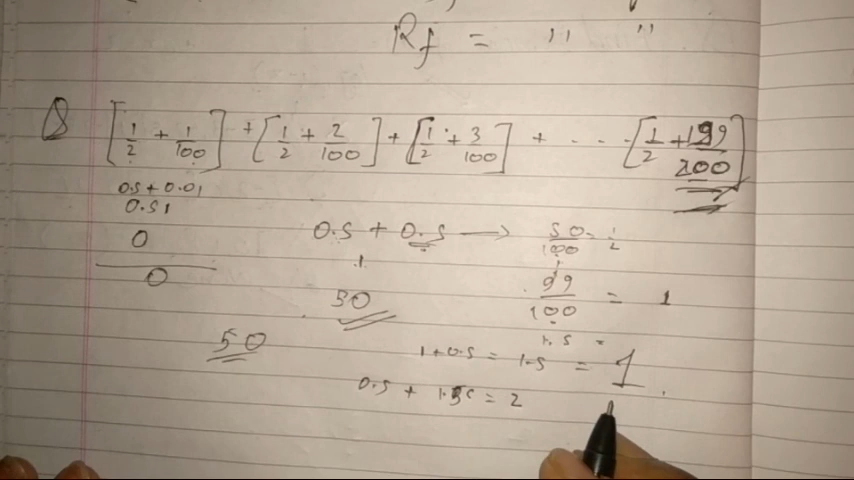 Rf = " "
Q [1/2 + 1/100] + [1/2 + 2/100] + [1/2 + 3/100] + ... [1/2 + 199/200]
0.5 + 0.01
0.51
0
0
0.5 + 0.5 → 50/100 = 1/2
1
99/100 = 1
50
50
1.5 =
1+0.5 = 1.5 = 1
0.5 + 1.5 = 2